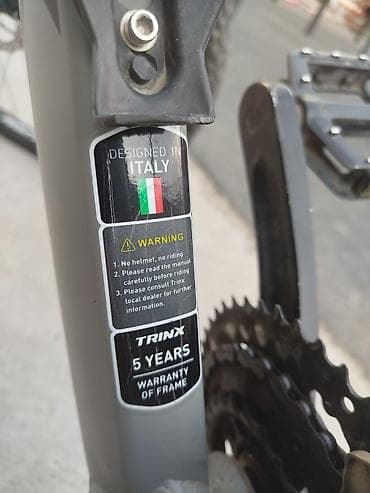 DESIGNED IN
ITALY
WARNING
1. No helmet, no riding
2. Please read the manual
carefully before riding
3. Please consult Trinx
local dealer for further
information.
TRINX
5 YEARS
WARRANTY
OF FRAME